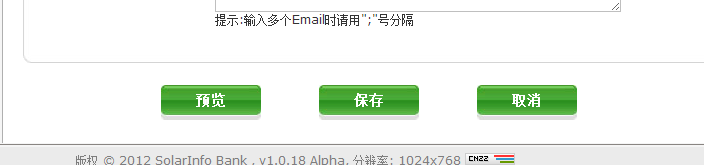 提示:输入多个Email时请用";"号分隔
预览 保存 取消
版权 © 2012 SolarInfo Bank , v1.0.18 Alpha, 分辨率: 1024x768 CNZZ